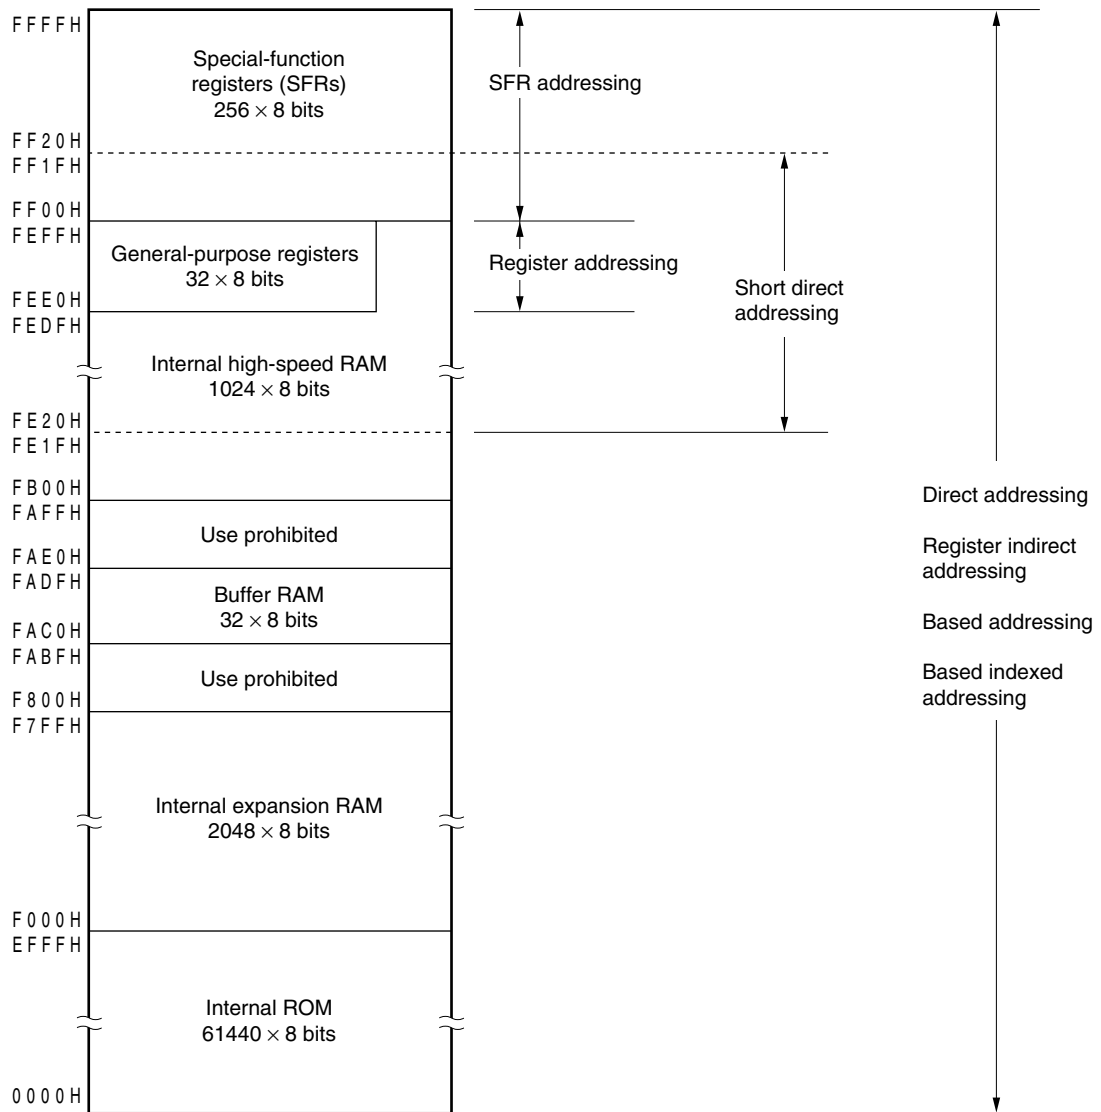 FFFFH
Special-function
registers (SFRs)
256 × 8 bits
SFR addressing
FF20H
FF1FH
FF00H
FEFFH
General-purpose registers
32 × 8 bits
Register addressing
Short direct
addressing
FEE0H
FEDFH
Internal high-speed RAM
1024 × 8 bits
FE20H
FE1FH
FB00H
FAFFH
Use prohibited
FAE0H
FADFH
Buffer RAM
32 × 8 bits
FAC0H
FABFH
Use prohibited
F800H
F7FFH
Internal expansion RAM
2048 × 8 bits
F000H
EFFFH
Internal ROM
61440 × 8 bits
0000H
Direct addressing
Register indirect
addressing
Based addressing
Based indexed
addressing